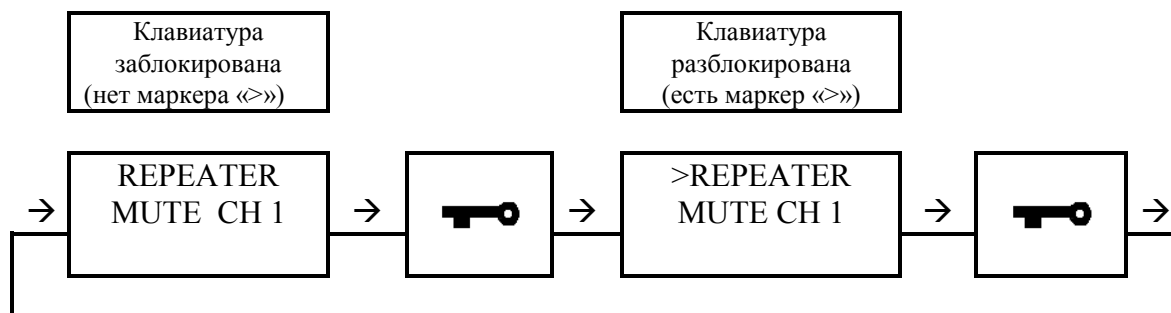 Клавиатура
заблокирована
(нет маркера «>»)
Клавиатура
разблокирована
(есть маркер «>»)
REPEATER
MUTE CH 1
>REPEATER
MUTE CH 1